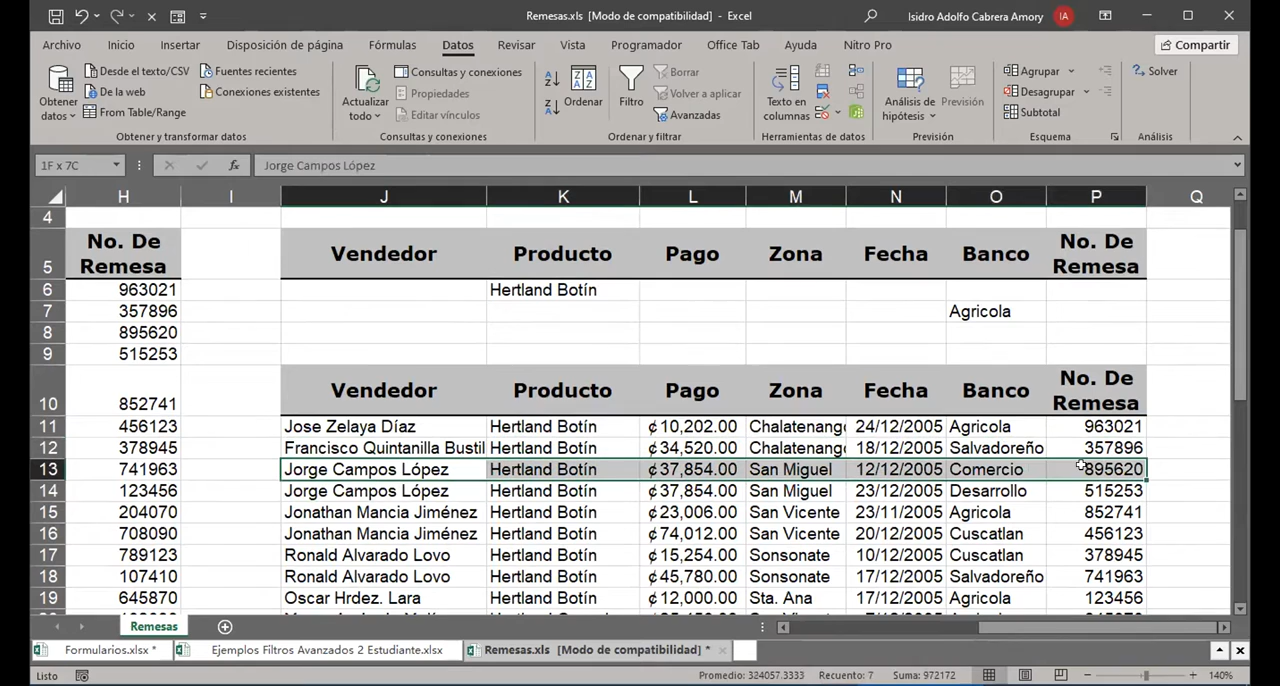 Remesas.xls [Modo de compatibilidad] - Excel
Isidro Adolfo Cabrera Amory
IA
Archivo Inicio Insertar Disposición de página Fórmulas Datos Revisar Vista Programador Office Tab Ayuda Nitro Pro
Compartir
Obtener datos
Desde el texto/CSV
De la web
From Table/Range
Fuentes recientes
Conexiones existentes
Obtener y transformar datos
Actualizar todo
Consultas y conexiones
Propiedades
Editar vínculos
Consultas y conexiones
Ordenar
Filtro
Borrar
Volver a aplicar
Avanzadas
Ordenar y filtrar
Texto en columnas
Herramientas de datos
Análisis de hipótesis
Previsión
Previsión
Agrupar
Desagrupar
Subtotal
Esquema
Solver
Análisis
1F x 7C
fx
Jorge Campos López
H I J K L M N O P Q
4
5 No. De Remesa Vendedor Producto Pago Zona Fecha Banco No. De Remesa
6 963021 Hertland Botín
7 357896 Agricola
8 895620
9 515253
10 852741 Vendedor Producto Pago Zona Fecha Banco No. De Remesa
11 456123 Jose Zelaya Díaz Hertland Botín ₡10,202.00 Chalatenango 24/12/2005 Agricola 963021
12 378945 Francisco Quintanilla Bustil Hertland Botín ₡34,520.00 Chalatenango 18/12/2005 Salvadoreño 357896
13 741963 Jorge Campos López Hertland Botín ₡37,854.00 San Miguel 12/12/2005 Comercio 895620
14 123456 Jorge Campos López Hertland Botín ₡37,854.00 San Miguel 23/12/2005 Desarrollo 515253
15 204070 Jonathan Mancia Jiménez Hertland Botín ₡23,006.00 San Vicente 23/11/2005 Agricola 852741
16 708090 Jonathan Mancia Jiménez Hertland Botín ₡74,012.00 San Vicente 20/12/2005 Cuscatlan 456123
17 789123 Ronald Alvarado Lovo Hertland Botín ₡15,254.00 Sonsonate 10/12/2005 Cuscatlan 378945
18 107410 Ronald Alvarado Lovo Hertland Botín ₡45,780.00 Sonsonate 17/12/2005 Salvadoreño 741963
19 645870 Oscar Hrdez. Lara Hertland Botín ₡12,000.00 Sta. Ana 17/12/2005 Agricola 123456
Remesas
Formularios.xlsx * Ejemplos Filtros Avanzados 2 Estudiante.xlsx Remesas.xls [Modo de compatibilidad] *
Listo
Promedio: 324057.3333 Recuento: 7 Suma: 972172
140%